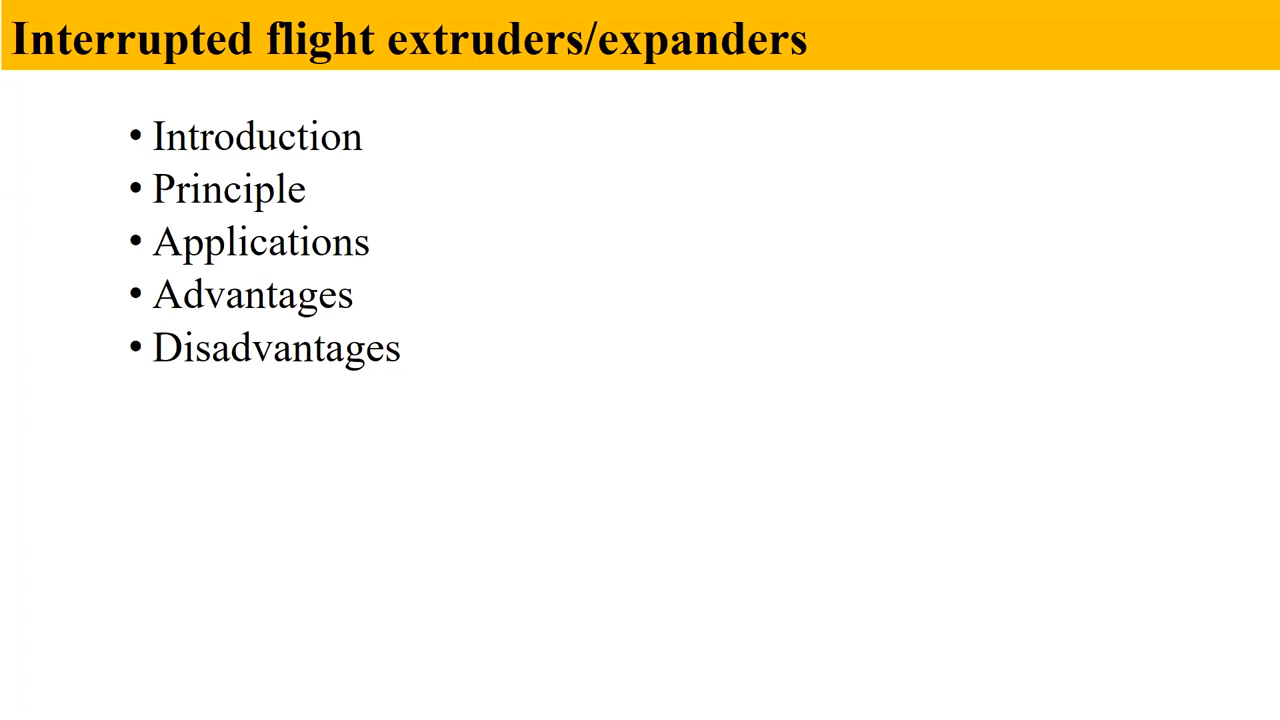 Interrupted flight extruders/expanders
• Introduction
• Principle
• Applications
• Advantages
• Disadvantages